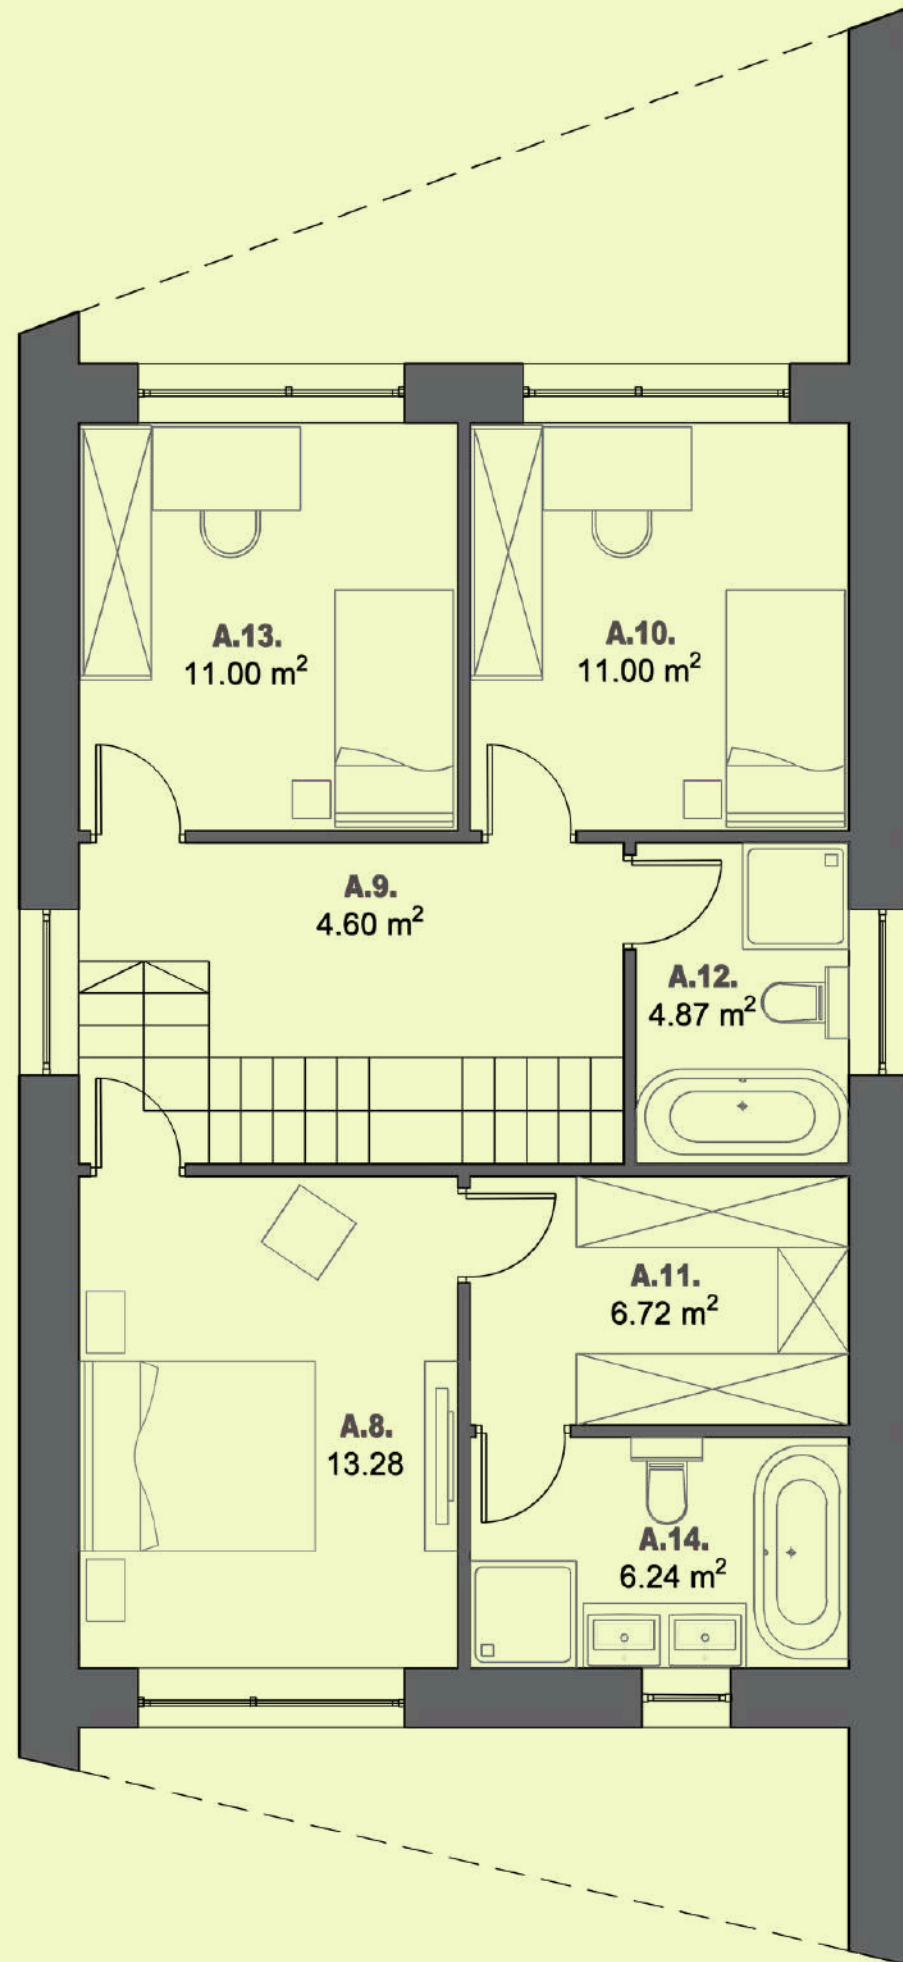 A.13.
11.00 m²
A.10.
11.00 m²
A.9.
4.60 m²
A.12.
4.87 m²
A.11.
6.72 m²
A.8.
13.28
A.14.
6.24 m²